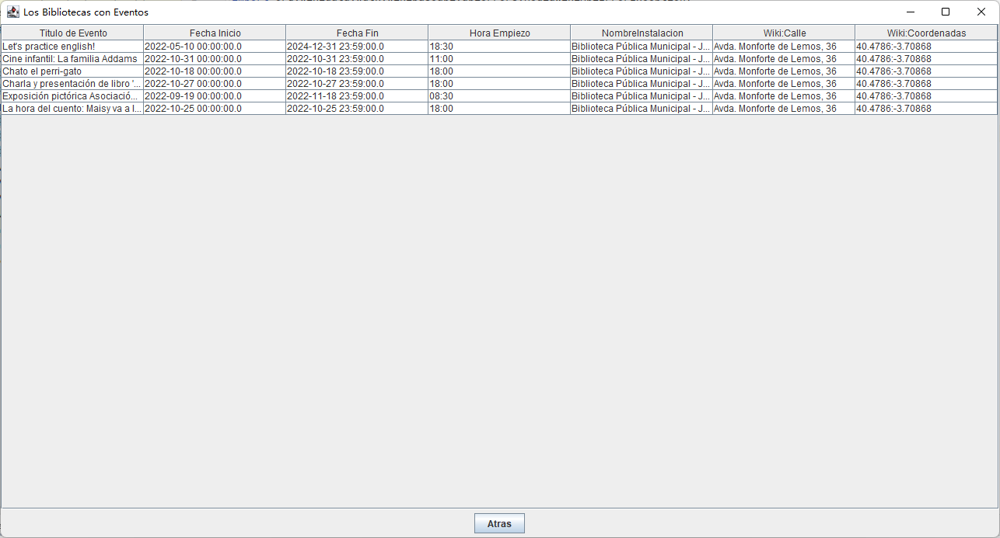 Los Bibliotecas con Eventos
Titulo de Evento Fecha Inicio Fecha Fin Hora Empiezo NombreInstalacion Wiki:Calle Wiki:Coordenadas
Let's practice english! 2022-05-10 00:00:00.0 2024-12-31 23:59:00.0 18:30 Biblioteca Pública Municipal - J... Avda. Monforte de Lemos, 36 40.4786:-3.70868
Cine infantil: La familia Addams 2022-10-31 00:00:00.0 2022-10-31 23:59:00.0 11:00 Biblioteca Pública Municipal - J... Avda. Monforte de Lemos, 36 40.4786:-3.70868
Chato el perri-gato 2022-10-18 00:00:00.0 2022-10-18 23:59:00.0 18:00 Biblioteca Pública Municipal - J... Avda. Monforte de Lemos, 36 40.4786:-3.70868
Charla y presentación de libro '... 2022-10-27 00:00:00.0 2022-10-27 23:59:00.0 18:00 Biblioteca Pública Municipal - J... Avda. Monforte de Lemos, 36 40.4786:-3.70868
Exposición pictórica Asociació... 2022-09-19 00:00:00.0 2022-11-18 23:59:00.0 08:30 Biblioteca Pública Municipal - J... Avda. Monforte de Lemos, 36 40.4786:-3.70868
La hora del cuento: Maisy va a l... 2022-10-25 00:00:00.0 2022-10-25 23:59:00.0 18:00 Biblioteca Pública Municipal - J... Avda. Monforte de Lemos, 36 40.4786:-3.70868
Atras